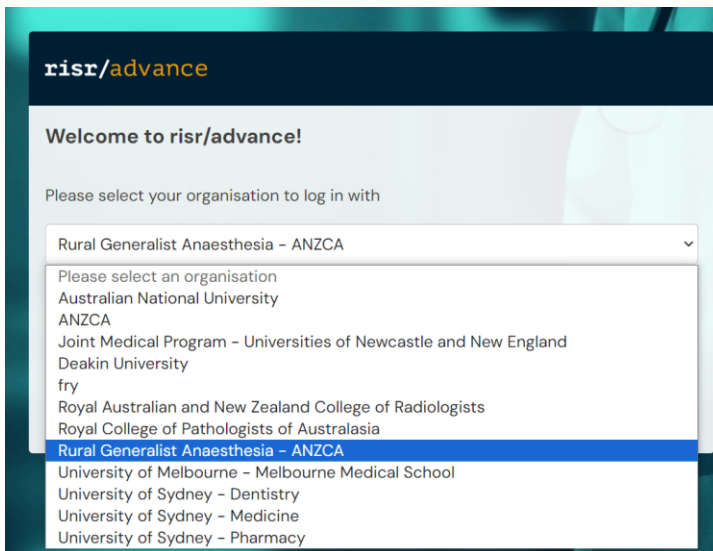 risr/advance
Welcome to risr/advance!
Please select your organisation to log in with
Rural Generalist Anaesthesia – ANZCA
Please select an organisation
Australian National University
ANZCA
Joint Medical Program – Universities of Newcastle and New England
Deakin University
fry
Royal Australian and New Zealand College of Radiologists
Royal College of Pathologists of Australasia
Rural Generalist Anaesthesia – ANZCA
University of Melbourne – Melbourne Medical School
University of Sydney – Dentistry
University of Sydney – Medicine
University of Sydney – Pharmacy